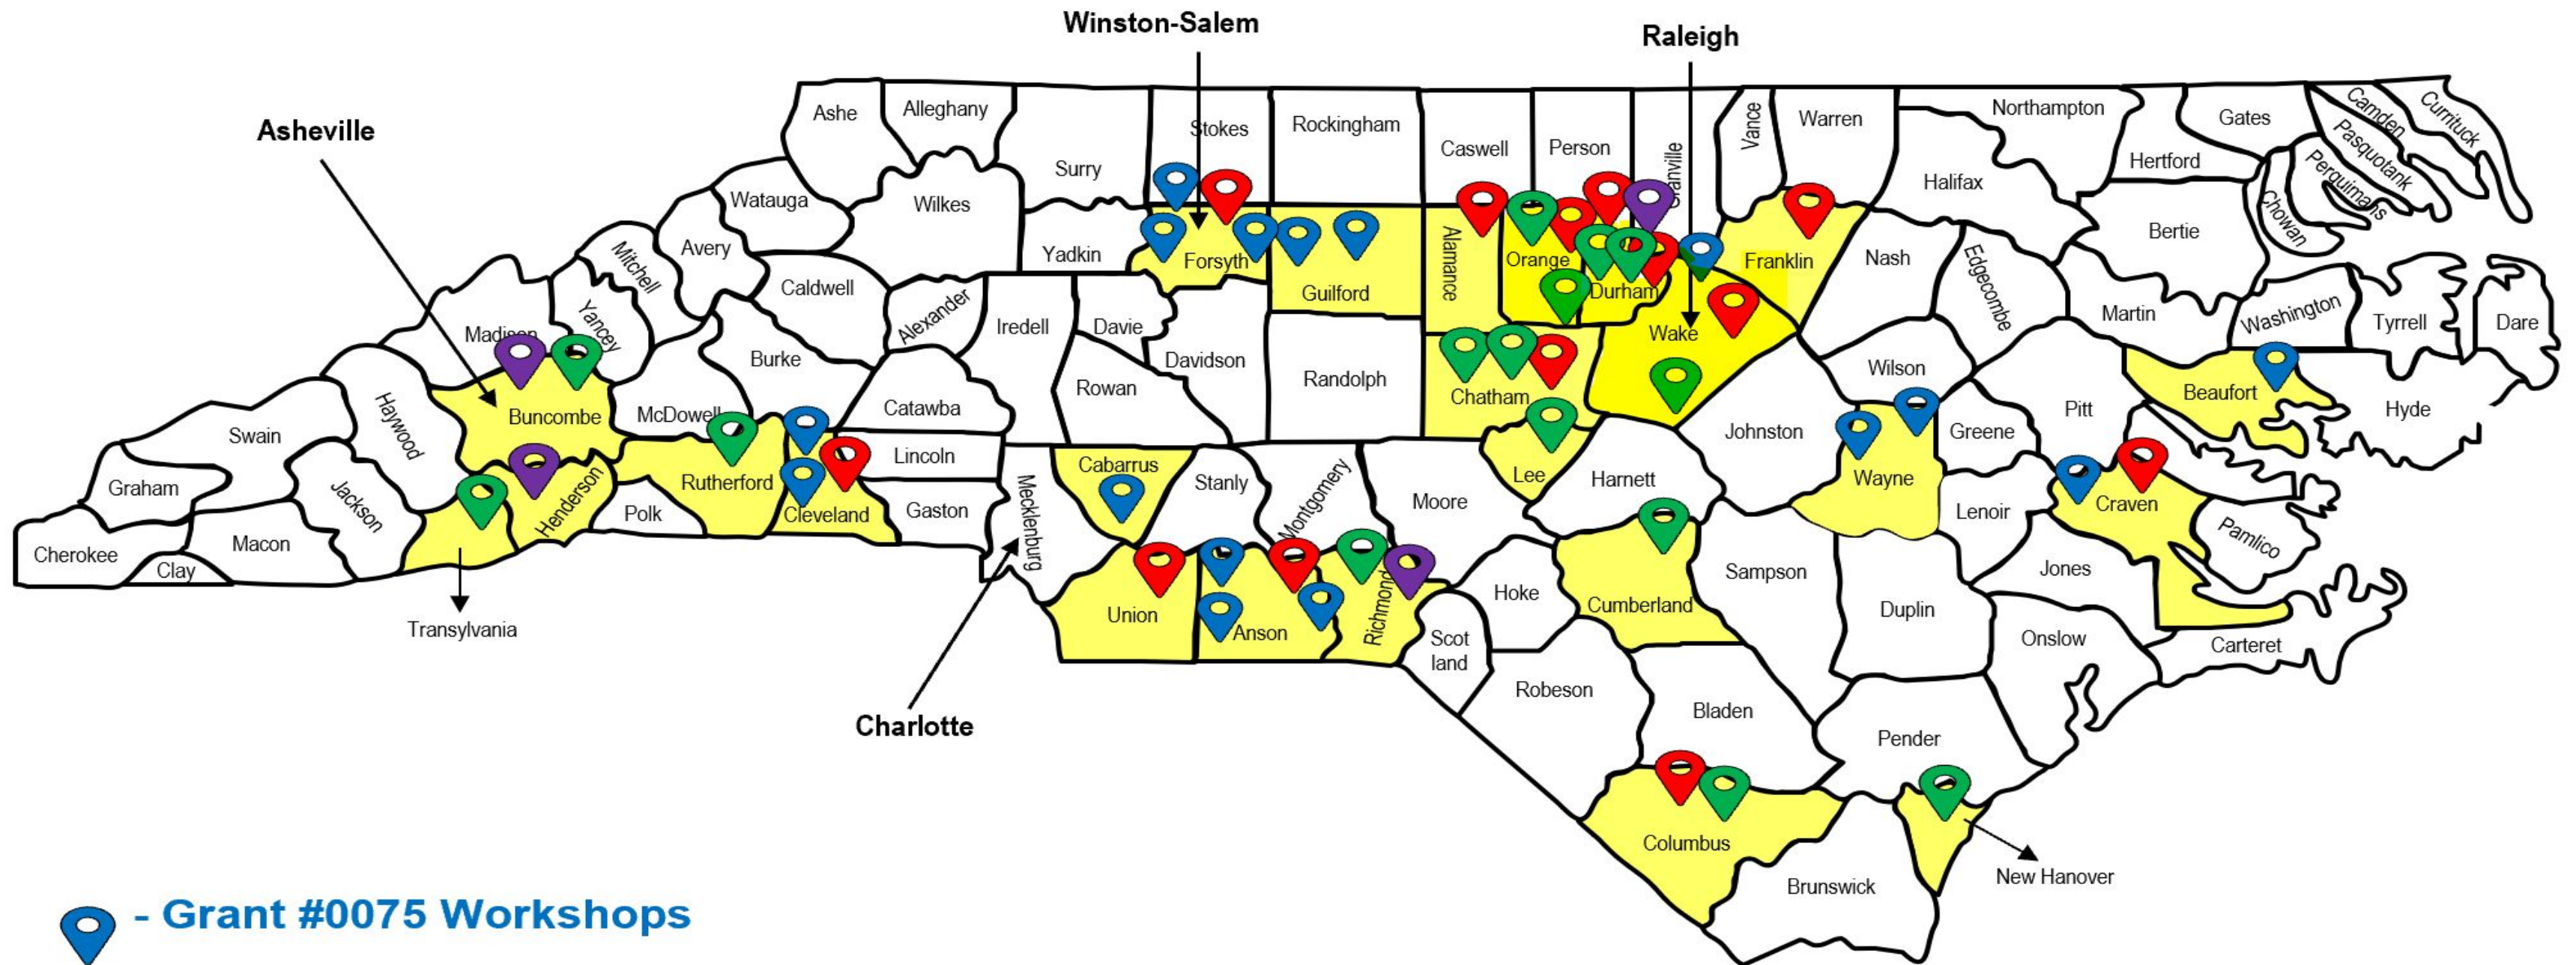 Winston-Salem
Raleigh
Asheville
Charlotte
Ashe
Alleghany
Surry
Stokes
Rockingham
Caswell
Person
Granville
Vance
Warren
Northampton
Gates
Camden
Currituck
Pasquotank
Perquimans
Chowan
Hertford
Halifax
Bertie
Watauga
Wilkes
Yadkin
Forsyth
Guilford
Alamance
Orange
Durham
Franklin
Nash
Edgecombe
Martin
Washington
Tyrrell
Dare
Avery
Mitchell
Yancey
Madison
Caldwell
Alexander
Iredell
Davie
Davidson
Randolph
Chatham
Wake
Wilson
Pitt
Beaufort
Hyde
Burke
Rowan
Catawba
McDowell
Buncombe
Haywood
Swain
Graham
Jackson
Cherokee
Clay
Macon
Transylvania
Henderson
Rutherford
Polk
Cleveland
Lincoln
Gaston
Mecklenburg
Cabarrus
Stanly
Montgomery
Moore
Lee
Harnett
Johnston
Wayne
Greene
Lenoir
Craven
Pamlico
Jones
Union
Anson
Richmond
Scot
land
Hoke
Cumberland
Sampson
Duplin
Onslow
Carteret
Robeson
Bladen
Pender
Columbus
Brunswick
New Hanover
- Grant #0075 Workshops